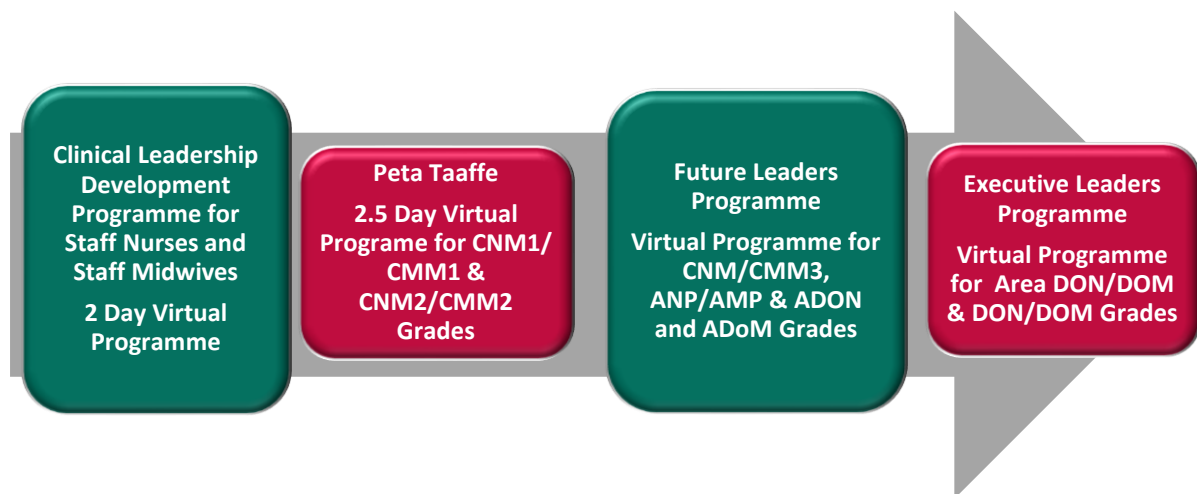 Clinical Leadership
Development
Programme for
Staff Nurses and
Staff Midwives
2 Day Virtual
Programme
Peta Taaffe
2.5 Day Virtual
Programe for CNM1/
CMM1 &
CNM2/CMM2
Grades
Future Leaders
Programme
Virtual Programme for
CNM/CMM3,
ANP/AMP & ADON
and ADoM Grades
Executive Leaders
Programme
Virtual Programme
for Area DON/DOM
& DON/DOM Grades